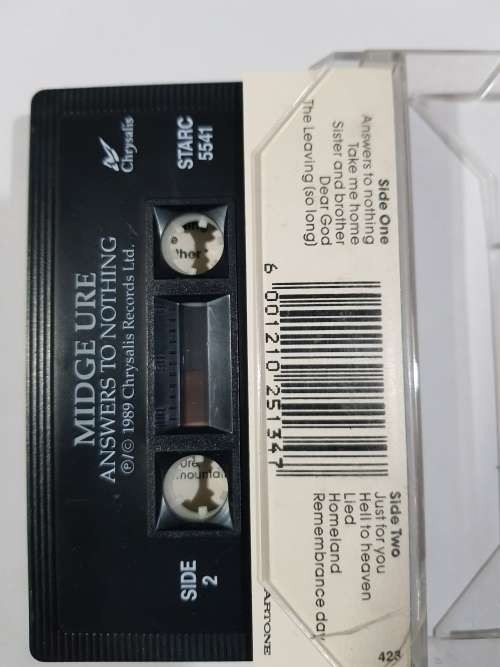 MIDGE URE
ANSWERS TO NOTHING
℗/© 1989 Chrysalis Records Ltd.
Chrysalis
STARC
5541
SIDE
2
Side One
Answers to nothing
Take me home
Sister and brother
Dear God
The Leaving (so long)
6 001210 251347
Side Two
Just for you
Hell to heaven
Lied
Homeland
Remembrance day
ARTONE
423